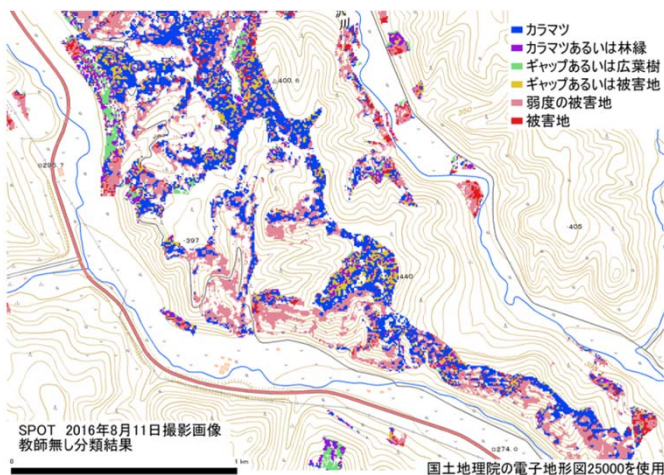 カラマツ
カラマツあるいは林縁
ギャップあるいは広葉樹
ギャップあるいは被害地
弱度の被害地
被害地
400.6
405
397
440
274.0
SPOT 2016年8月11日撮影画像
教師無し分類結果
0
1 km
国土地理院の電子地形図25000を使用